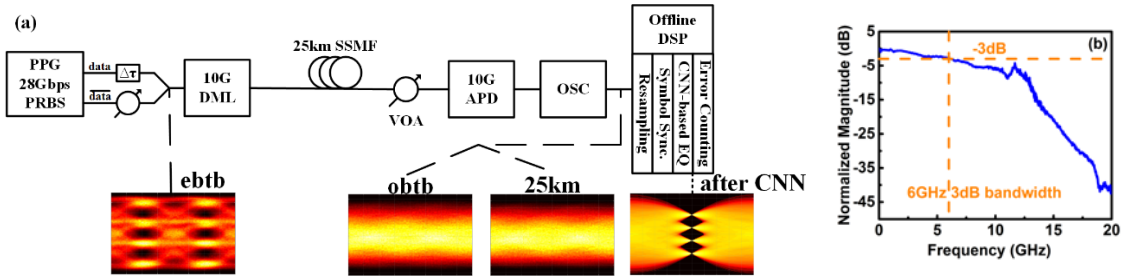 (a)
PPG
28Gbps
PRBS
data
Δτ
data
10G
DML
25km SSMF
VOA
10G
APD
OSC
Offline
DSP
Resampling
Symbol Sync.
CNN-based EQ
Error Counting
ebtb
obtb
25km
after CNN
(b)
-3dB
6GHz 3dB bandwidth
Normalized Magnitude (dB)
5
-5
-15
-25
-35
-45
0
5
10
15
20
Frequency (GHz)